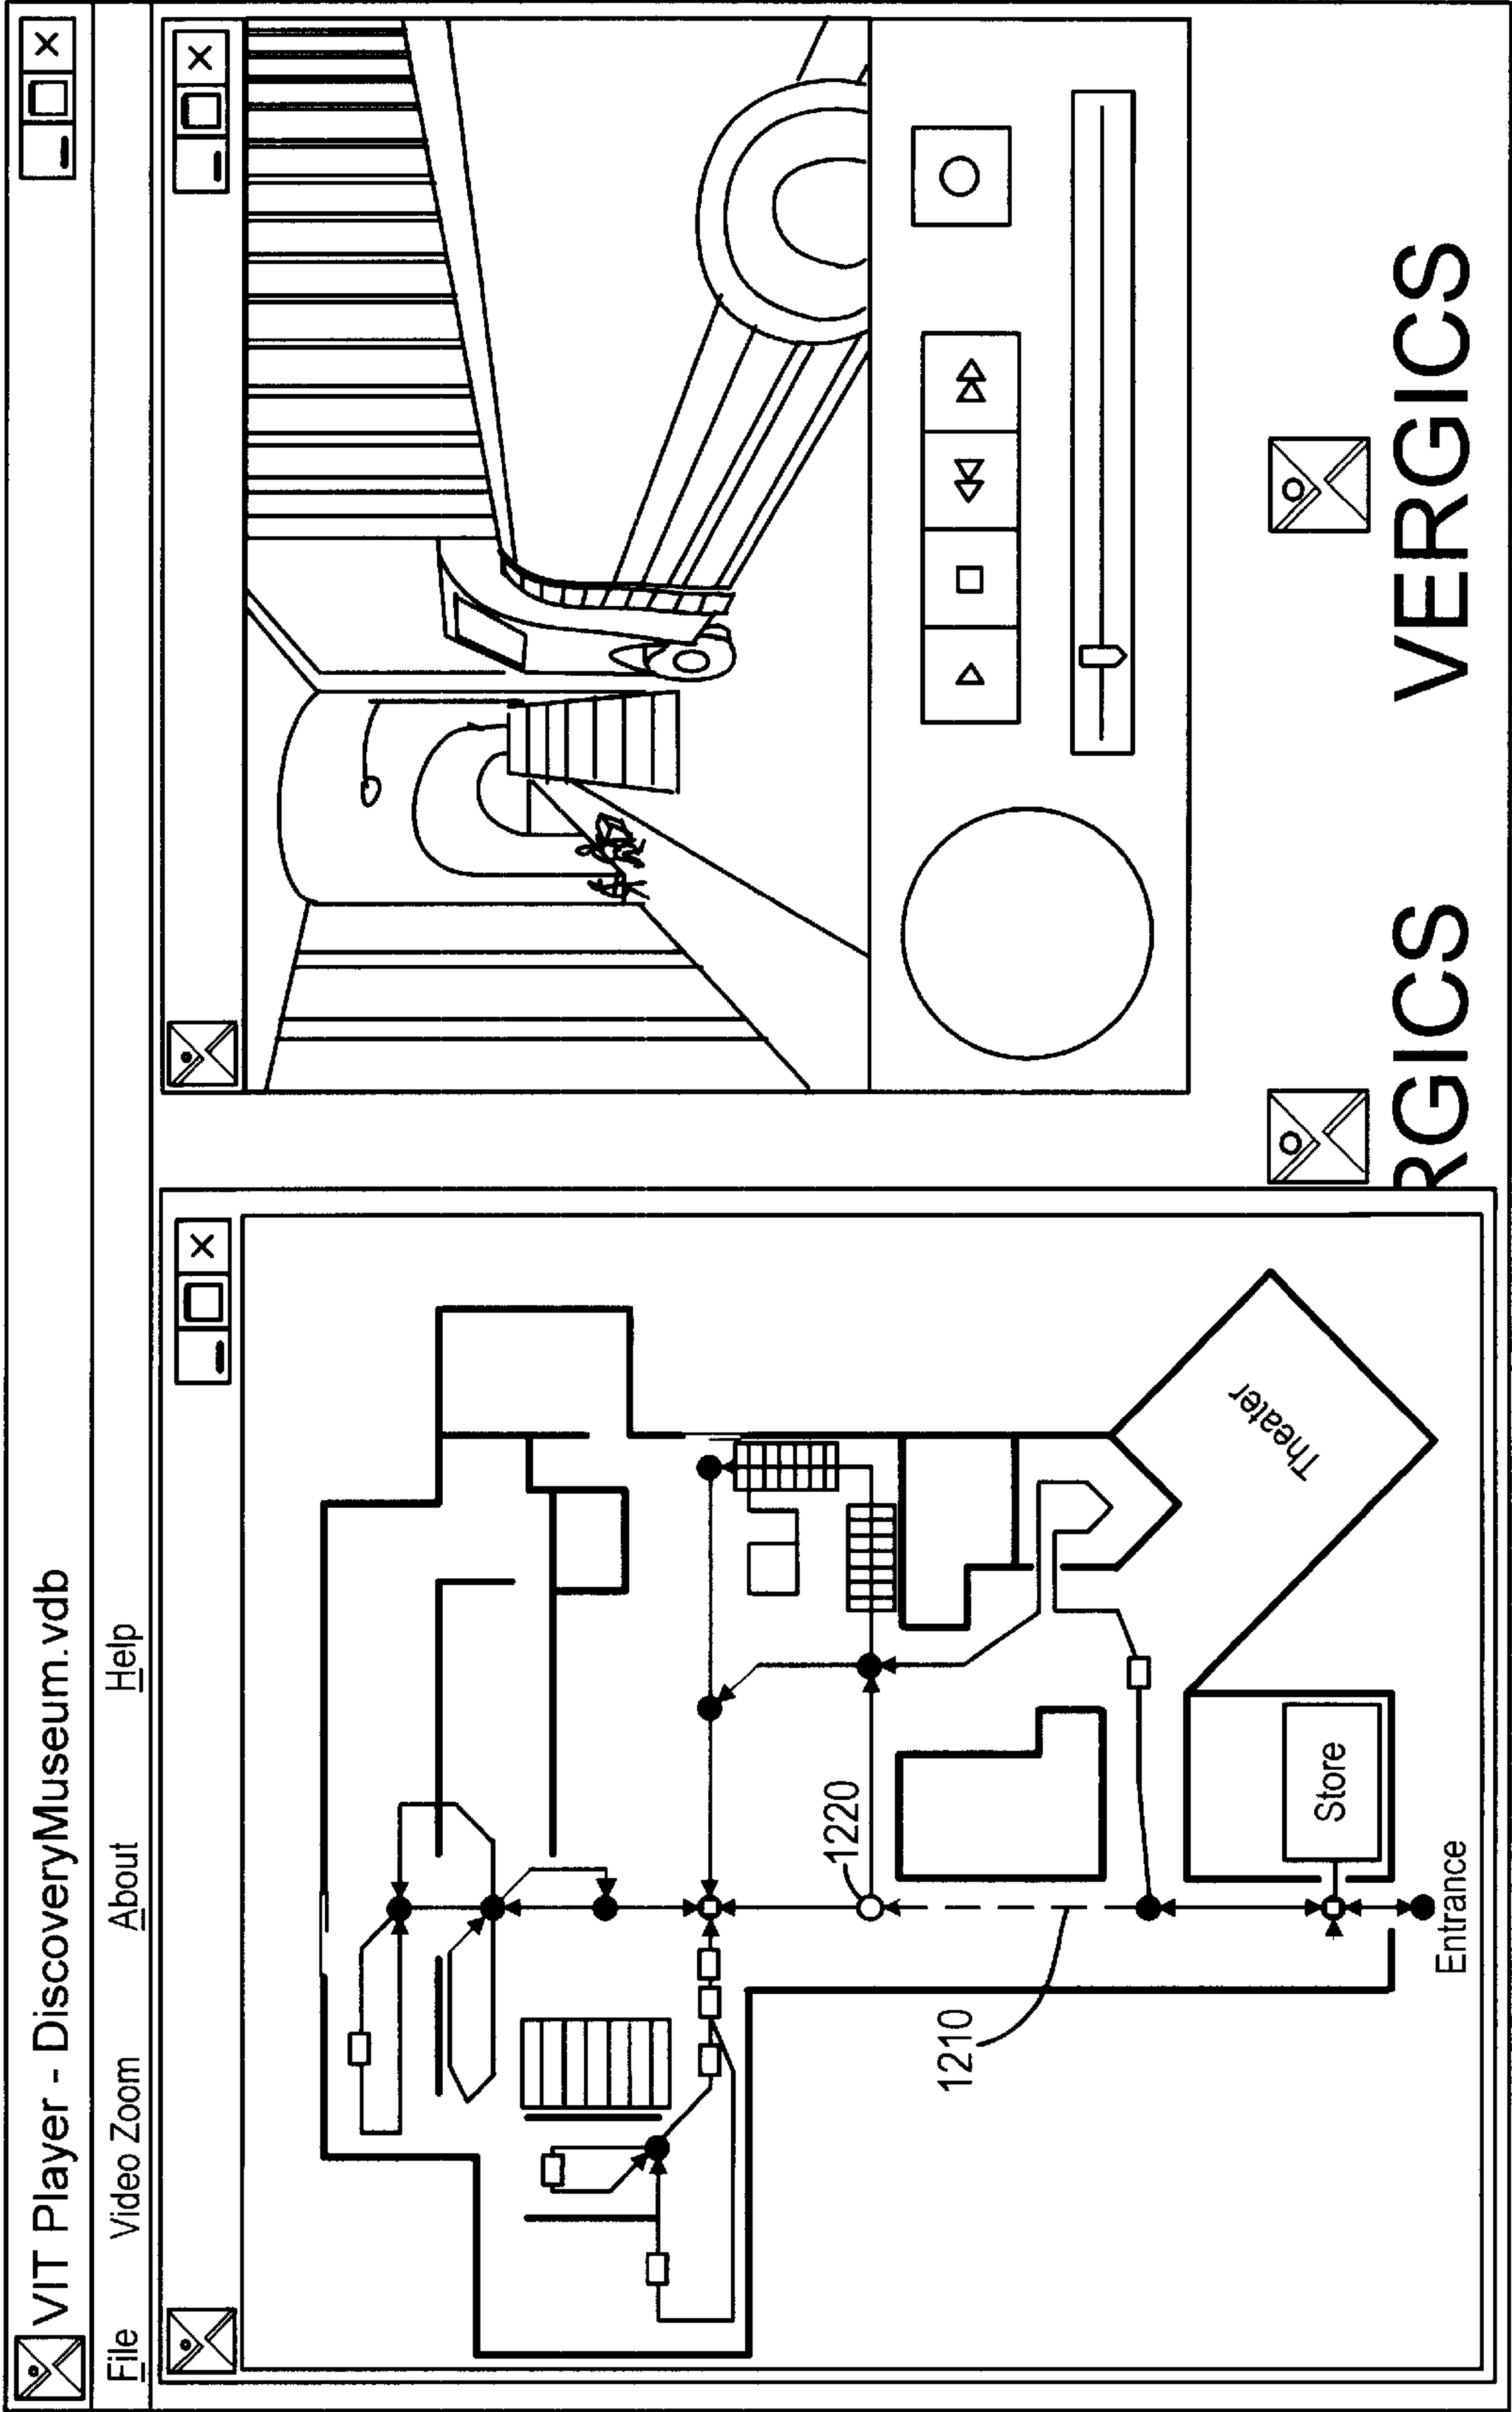 VIT Player - DiscoveryMuseum.vdb
File Video Zoom About Help
1220
1210
Theater
Store
Entrance
RGICS VERGICS